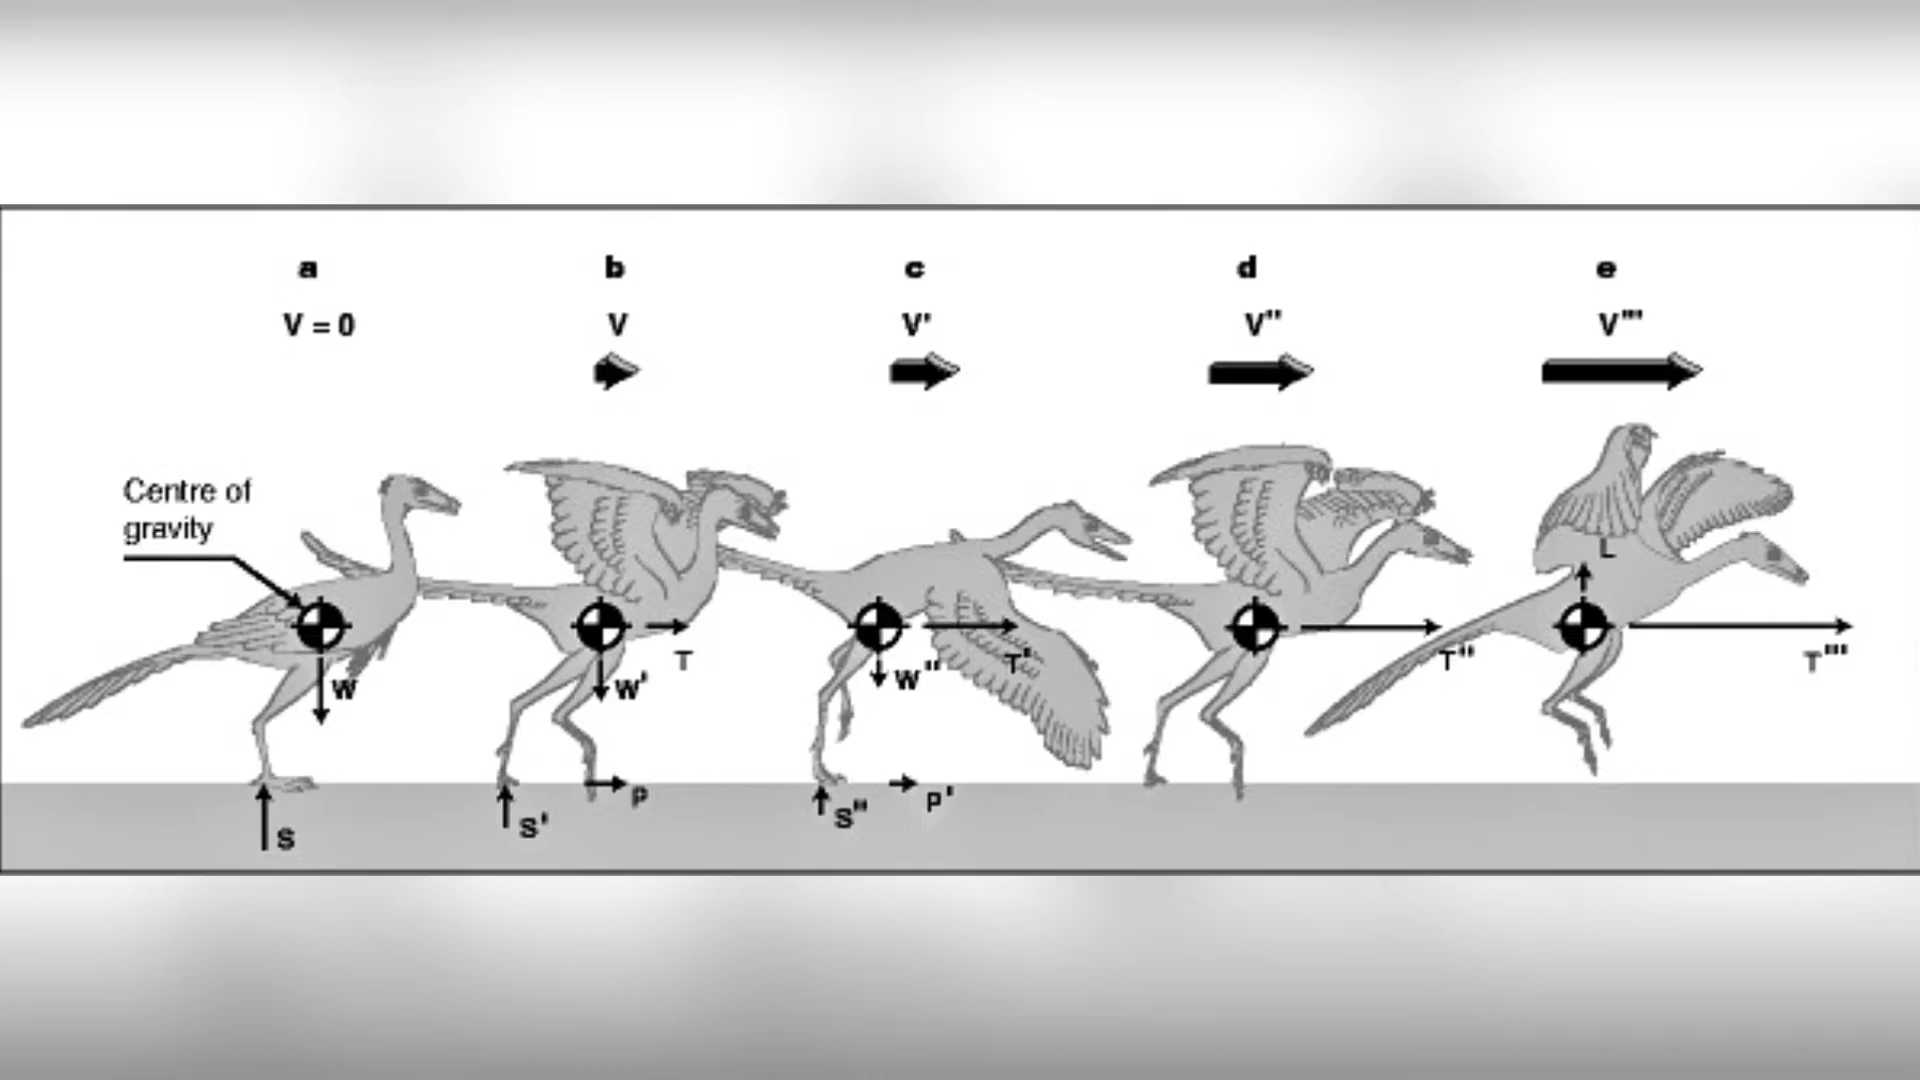 a b c d e
V = 0 V V' V'' V'''
Centre of
gravity
L
W W' T W'' T' T'' T'''
S S' P S'' P'